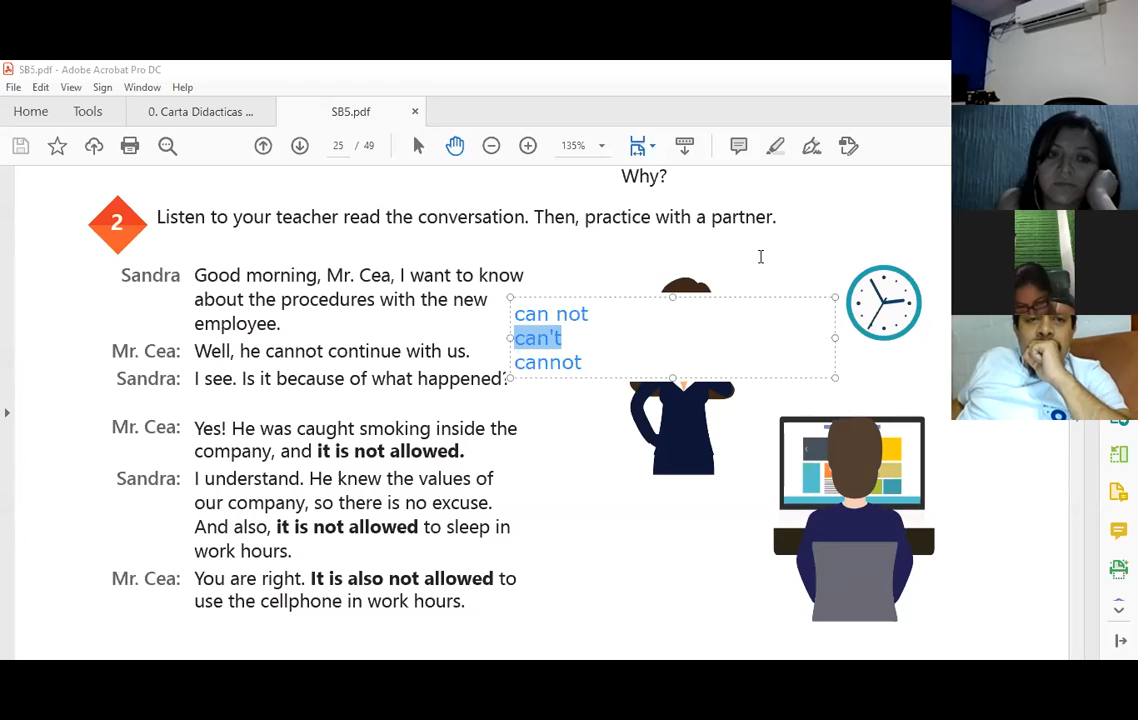 SB5.pdf - Adobe Acrobat Pro DC
File Edit View Sign Window Help
Home Tools 0. Carta Didacticas ... SB5.pdf ×
25 / 49 135%
Why?
2 Listen to your teacher read the conversation. Then, practice with a partner.
Sandra Good morning, Mr. Cea, I want to know
about the procedures with the new
employee.
Mr. Cea: Well, he cannot continue with us.
Sandra: I see. Is it because of what happened?
can not
can't
cannot
Mr. Cea: Yes! He was caught smoking inside the
company, and it is not allowed.
Sandra: I understand. He knew the values of
our company, so there is no excuse.
And also, it is not allowed to sleep in
work hours.
Mr. Cea: You are right. It is also not allowed to
use the cellphone in work hours.